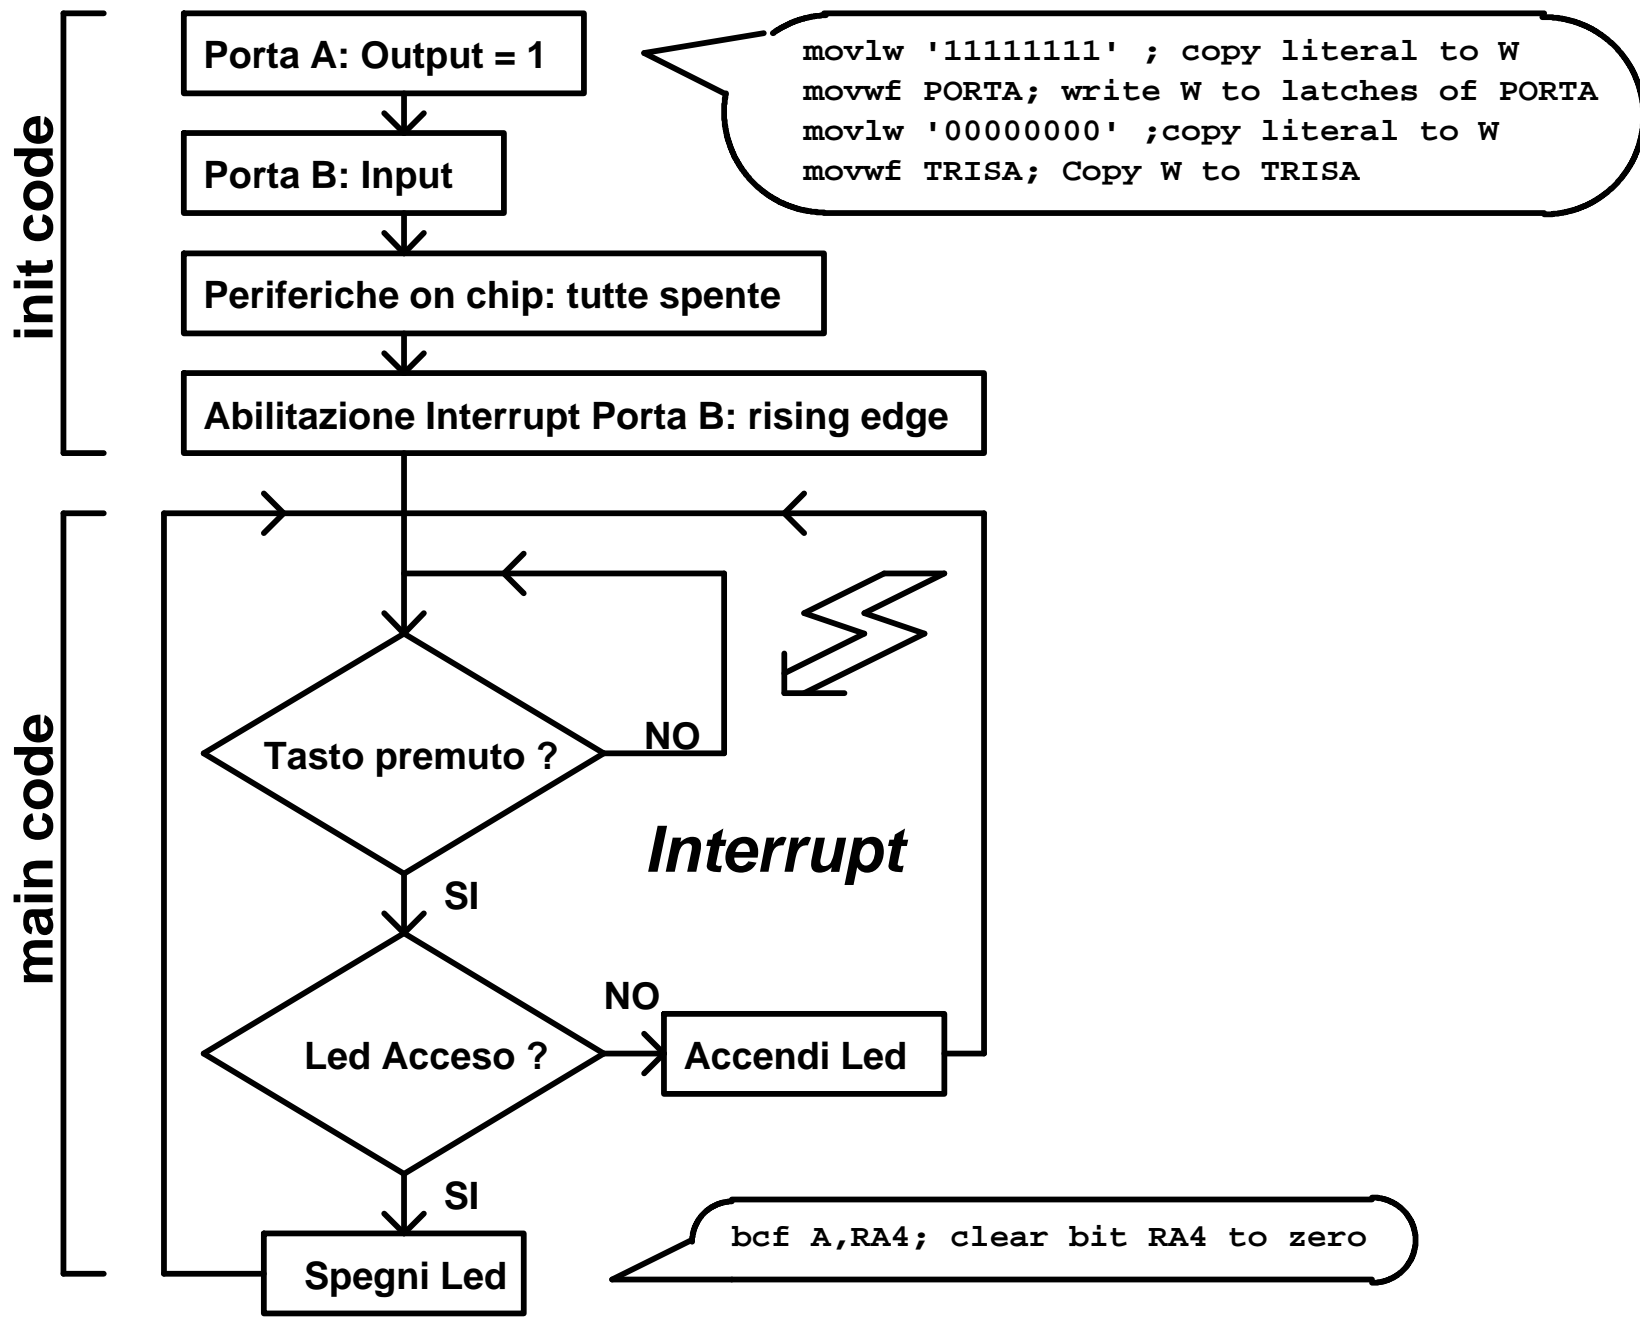 init code
Porta A: Output = 1
movlw '11111111' ; copy literal to W
movwf PORTA; write W to latches of PORTA
movlw '00000000' ;copy literal to W
movwf TRISA; Copy W to TRISA
Porta B: Input
Periferiche on chip: tutte spente
Abilitazione Interrupt Porta B: rising edge
main code
Tasto premuto ?
NO
Interrupt
SI
Led Acceso ?
NO
Accendi Led
SI
Spegni Led
bcf A,RA4; clear bit RA4 to zero